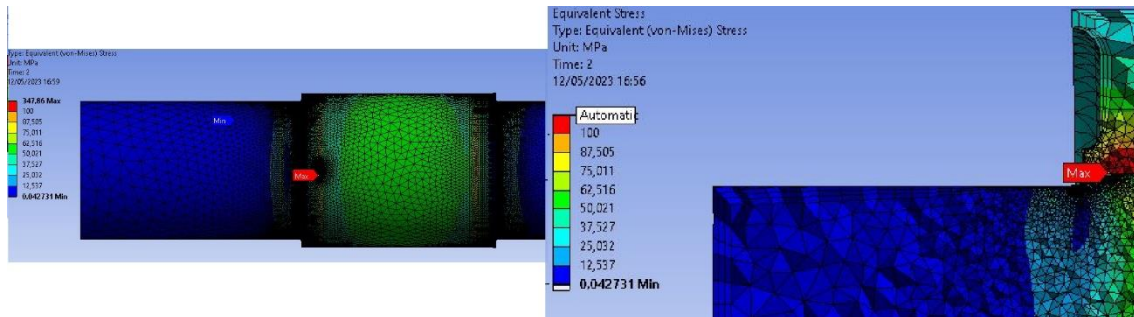 Type: Equivalent (von-Mises) Stress
Unit: MPa
Time: 2
12/05/2023 16:59
347,86 Max
100
87,505
75,011
62,516
50,021
37,527
25,032
12,537
0,042731 Min
Min
Max
Equivalent Stress
Type: Equivalent (von-Mises) Stress
Unit: MPa
Time: 2
12/05/2023 16:56
Automatic
100
87,505
75,011
62,516
50,021
37,527
25,032
12,537
0,042731 Min
Max